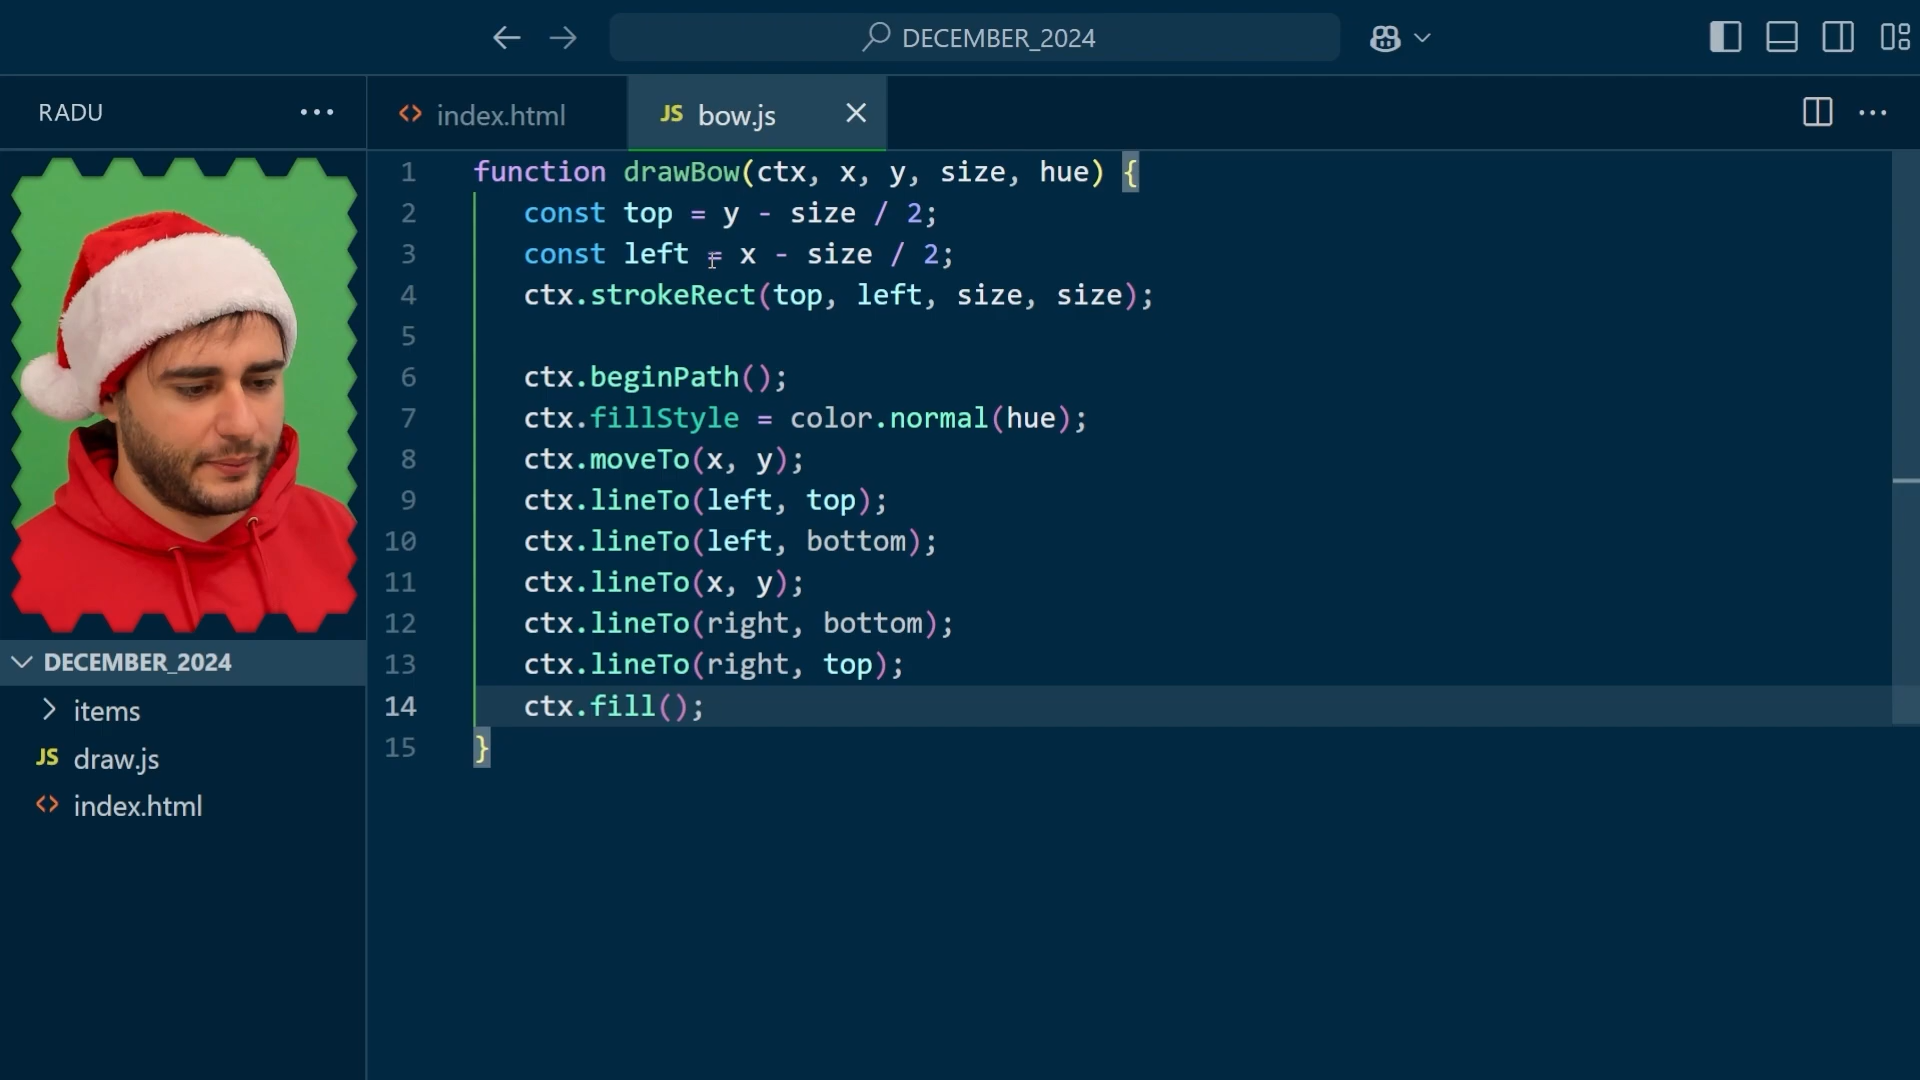 DECEMBER_2024
RADU
index.html
JS bow.js
1 function drawBow(ctx, x, y, size, hue) {
2 const top = y - size / 2;
3 const left = x - size / 2;
4 ctx.strokeRect(top, left, size, size);
5
6 ctx.beginPath();
7 ctx.fillStyle = color.normal(hue);
8 ctx.moveTo(x, y);
9 ctx.lineTo(left, top);
10 ctx.lineTo(left, bottom);
11 ctx.lineTo(x, y);
12 ctx.lineTo(right, bottom);
13 ctx.lineTo(right, top);
14 ctx.fill();
15 }
DECEMBER_2024
items
JS draw.js
index.html